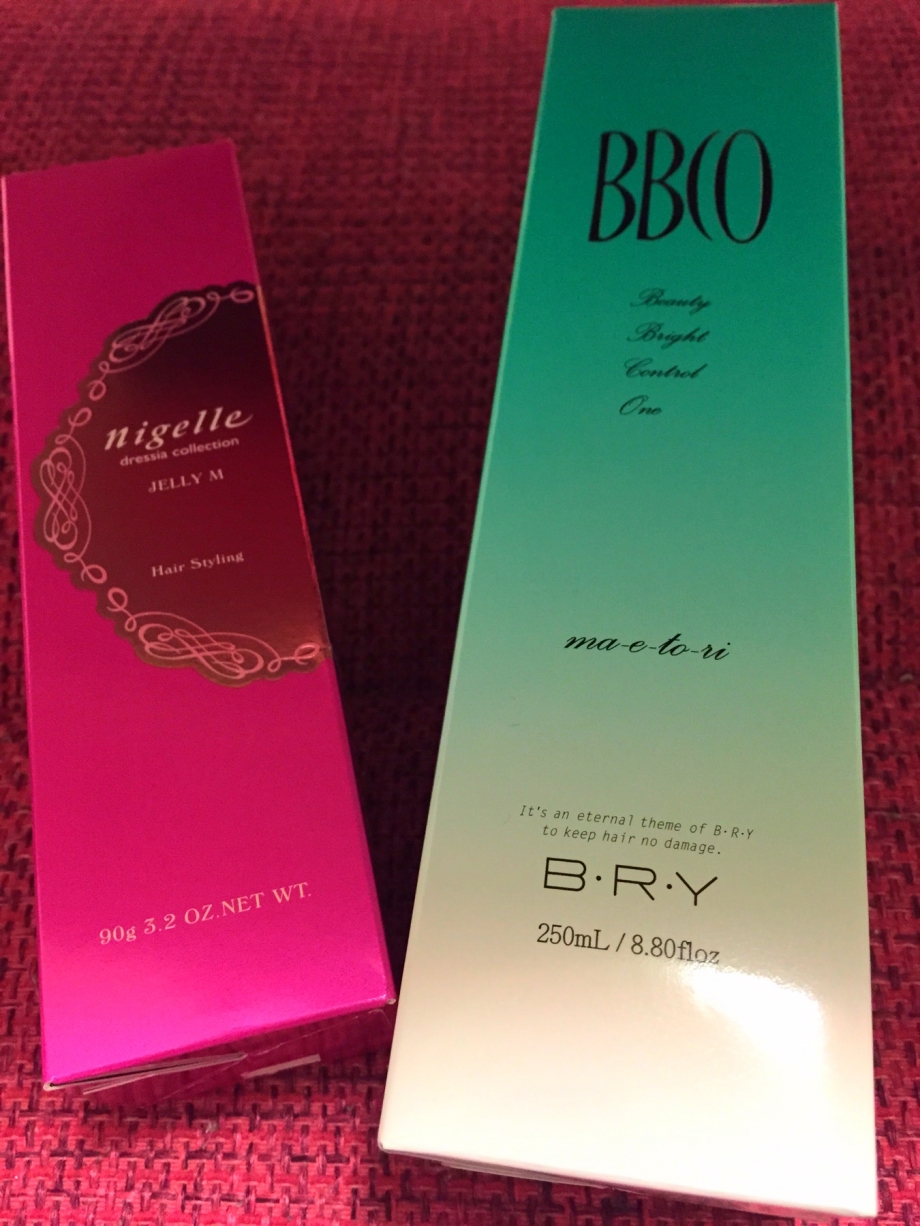 nigelle
dressia collection
JELLY M
Hair Styling
90g 3.2 OZ.NET WT.
BBCO
Beauty
Bright
Control
One
ma-e-to-ri
It's an eternal theme of B·R·Y
to keep hair no damage.
B·R·Y
250mL / 8.80floz